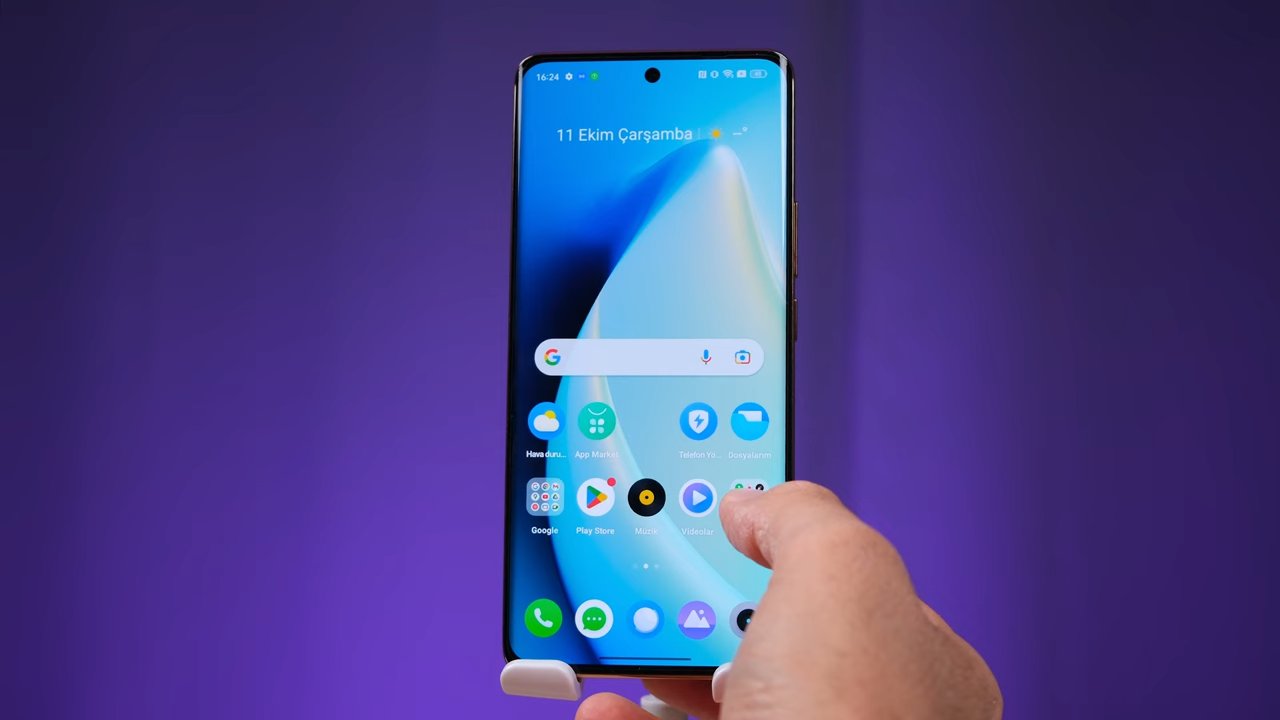 16:24
11 Ekim Çarşamba | –°
Hava duru... App Market Telefon Yö... Dosyalarım
Google Play Store Müzik Videolar